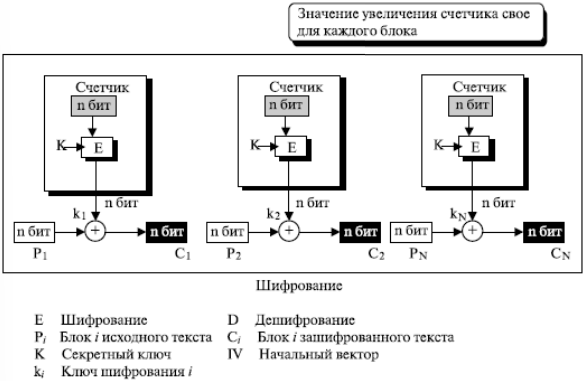 Значение увеличения счетчика свое
для каждого блока
Счетчик Счетчик Счетчик
n бит n бит n бит
K E K E K E
n бит n бит n бит
k1 k2 kN
n бит + n бит n бит + n бит n бит + n бит
P1 C1 P2 C2 PN CN
Шифрование
E Шифрование D Дешифрование
Pi Блок i исходного текста Ci Блок i зашифрованного текста
K Секретный ключ IV Начальный вектор
ki Ключ шифрования i